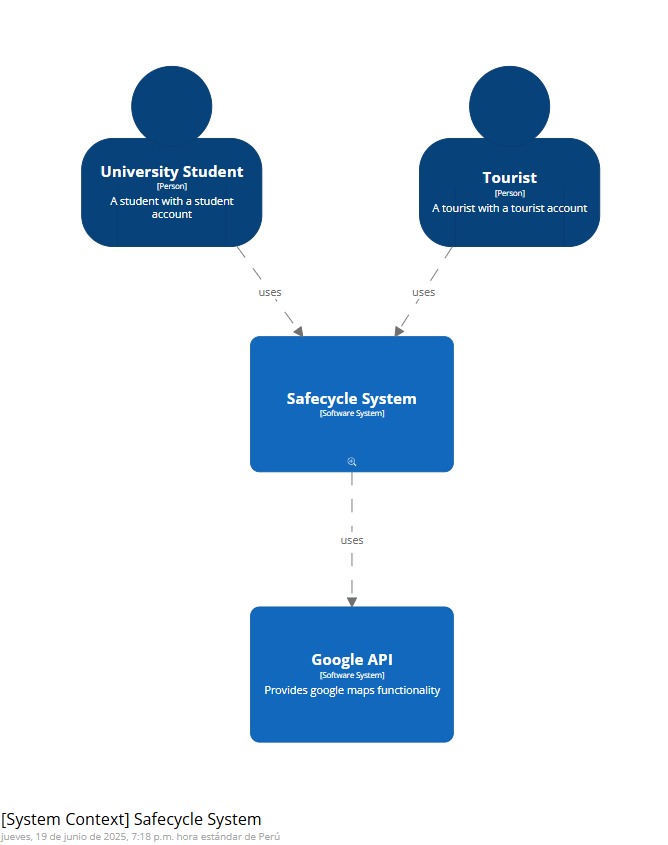 University Student
[Person]
A student with a student
account
Tourist
[Person]
A tourist with a tourist account
uses
uses
Safecycle System
[Software System]
uses
Google API
[Software System]
Provides google maps functionality
[System Context] Safecycle System
jueves, 19 de junio de 2025, 7:18 p.m. hora estándar de Perú